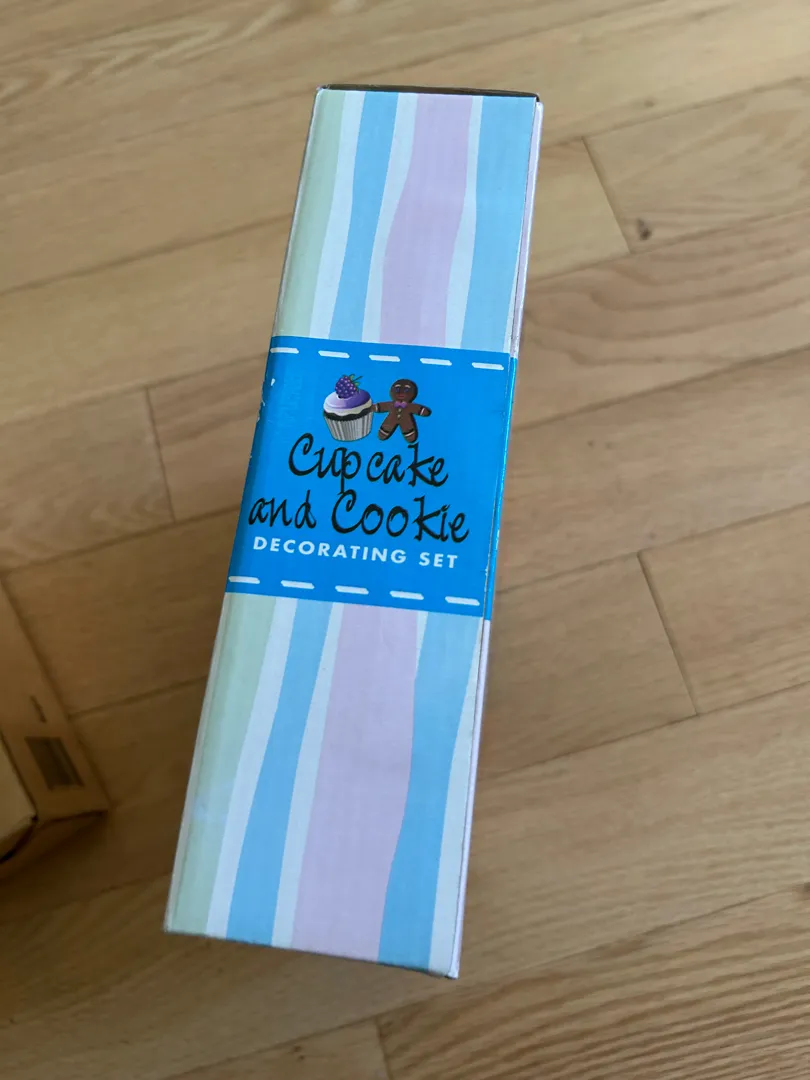 Cupcake
and Cookie
DECORATING SET